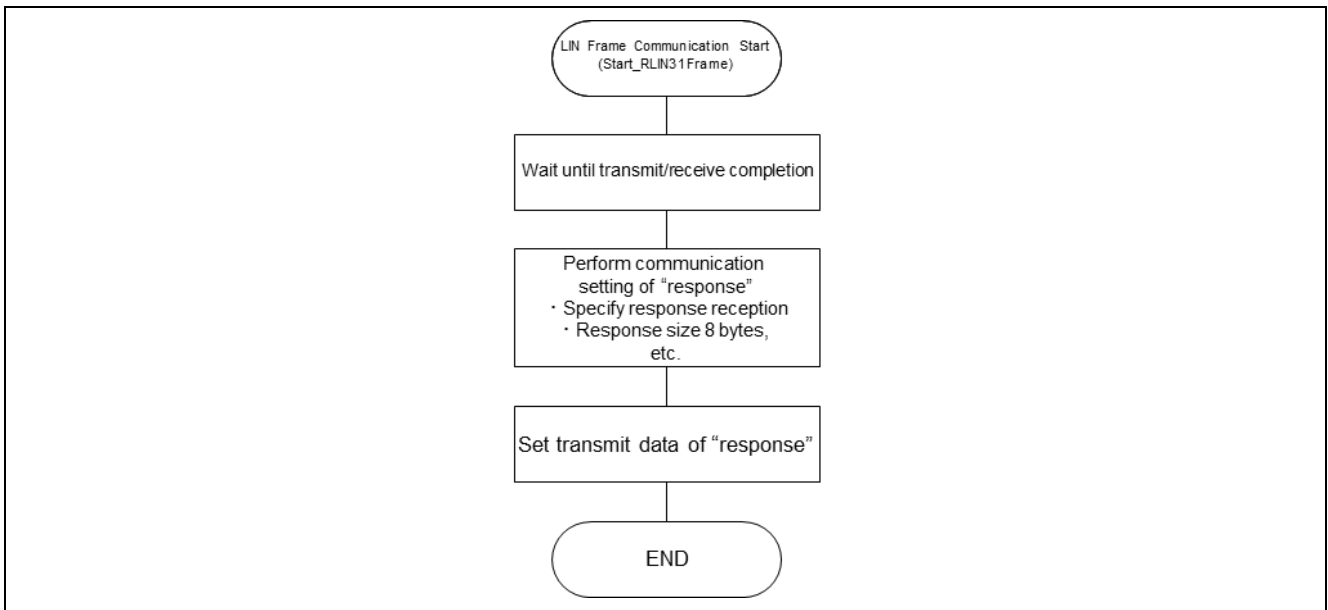 LIN Frame Communication Start
(Start_RLIN31Frame)
Wait until transmit/receive completion
Perform communication
setting of “response”
・Specify response reception
・Response size 8 bytes,
etc.
Set transmit data of “response”
END